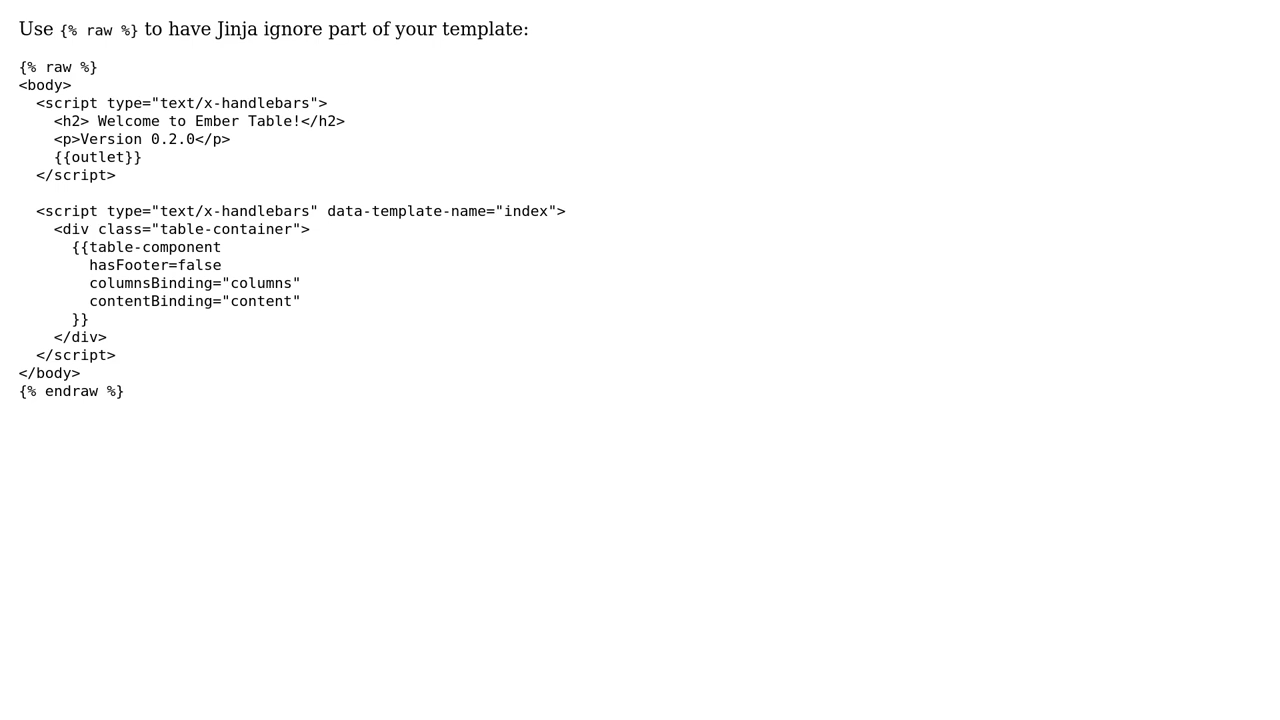 Use {% raw %} to have Jinja ignore part of your template:
{% raw %}
<body>
  <script type="text/x-handlebars">
    <h2> Welcome to Ember Table!</h2>
    <p>Version 0.2.0</p>
    {{outlet}}
  </script>

  <script type="text/x-handlebars" data-template-name="index">
    <div class="table-container">
      {{table-component
        hasFooter=false
        columnsBinding="columns"
        contentBinding="content"
      }}
    </div>
  </script>
</body>
{% endraw %}